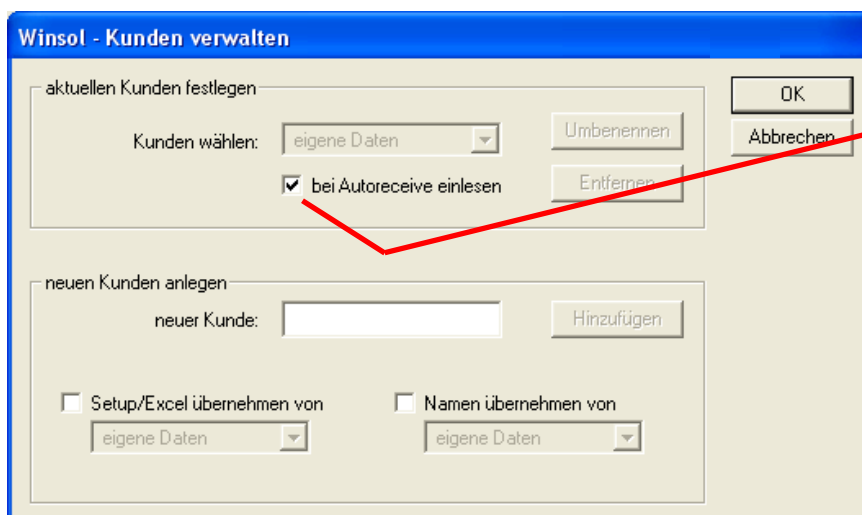 Winsol - Kunden verwalten
aktuellen Kunden festlegen
OK
Kunden wählen: eigene Daten Umbenennen
Abbrechen
bei Autoreceive einlesen Entfernen
neuen Kunden anlegen
neuer Kunde: Hinzufügen
Setup/Excel übernehmen von Namen übernehmen von
eigene Daten eigene Daten